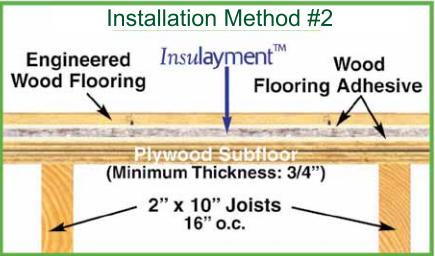 Installation Method #2
Engineered
Wood Flooring
Insulayment™
Wood
Flooring Adhesive
Plywood Subfloor
(Minimum Thickness: 3/4")
2" x 10" Joists
16" o.c.